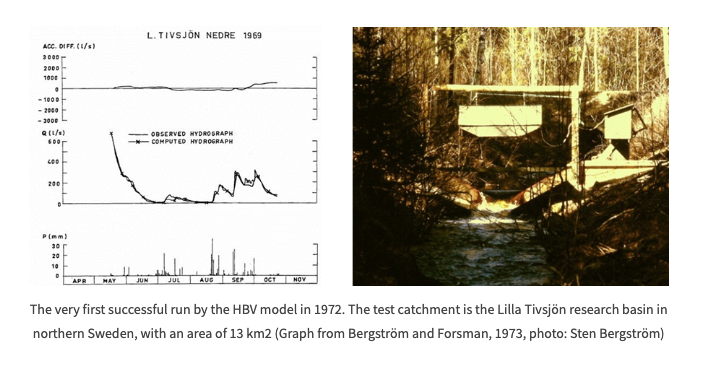 L. TIVSJÖN NEDRE 1969
ACC. DIFF. (l/s)
3000
2000
1000
0
-1000
-2000
-3000
Q (l/s)
600
OBSERVED HYDROGRAPH
COMPUTED HYDROGRAPH
400
200
0
P (mm)
30
20
10
0
APR MAY JUN JUL AUG SEP OCT NOV
The very first successful run by the HBV model in 1972. The test catchment is the Lilla Tivsjön research basin in
northern Sweden, with an area of 13 km2 (Graph from Bergström and Forsman, 1973, photo: Sten Bergström)